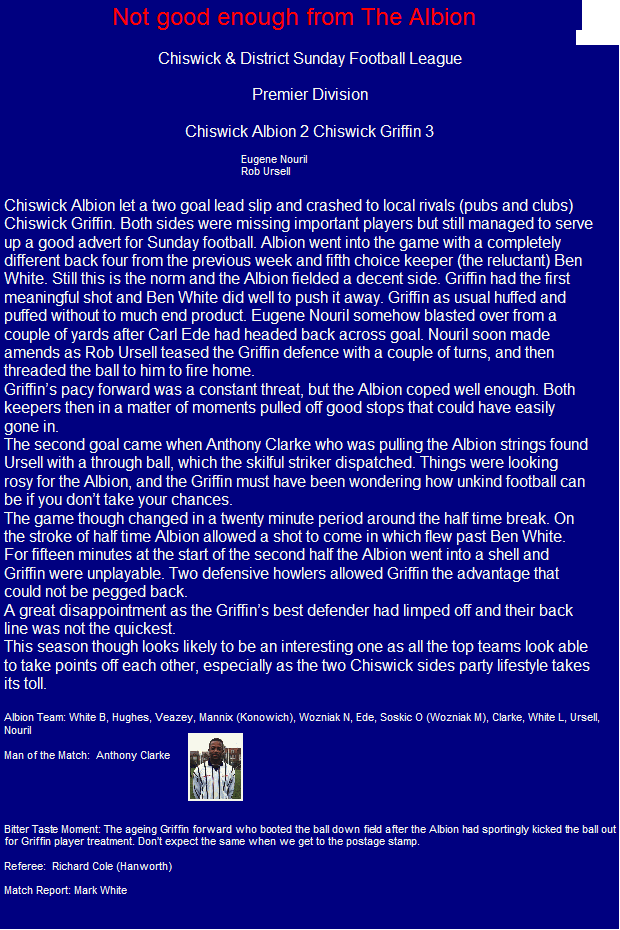 Not good enough from The Albion
Chiswick & District Sunday Football League
Premier Division
Chiswick Albion 2 Chiswick Griffin 3
Eugene Nouril
Rob Ursell
Chiswick Albion let a two goal lead slip and crashed to local rivals (pubs and clubs)
Chiswick Griffin. Both sides were missing important players but still managed to serve
up a good advert for Sunday football. Albion went into the game with a completely
different back four from the previous week and fifth choice keeper (the reluctant) Ben
White. Still this is the norm and the Albion fielded a decent side. Griffin had the first
meaningful shot and Ben White did well to push it away. Griffin as usual huffed and
puffed without to much end product. Eugene Nouril somehow blasted over from a
couple of yards after Carl Ede had headed back across goal. Nouril soon made
amends as Rob Ursell teased the Griffin defence with a couple of turns, and then
threaded the ball to him to fire home.
Griffin's pacy forward was a constant threat, but the Albion coped well enough. Both
keepers then in a matter of moments pulled off good stops that could have easily
gone in.
The second goal came when Anthony Clarke who was pulling the Albion strings found
Ursell with a through ball, which the skilful striker dispatched. Things were looking
rosy for the Albion, and the Griffin must have been wondering how unkind football can
be if you don't take your chances.
The game though changed in a twenty minute period around the half time break. On
the stroke of half time Albion allowed a shot to come in which flew past Ben White.
For fifteen minutes at the start of the second half the Albion went into a shell and
Griffin were unplayable. Two defensive howlers allowed Griffin the advantage that
could not be pegged back.
A great disappointment as the Griffin's best defender had limped off and their back
line was not the quickest.
This season though looks likely to be an interesting one as all the top teams look able
to take points off each other, especially as the two Chiswick sides party lifestyle takes
its toll.
Albion Team: White B, Hughes, Veazey, Mannix (Konowich), Wozniak N, Ede, Soskic O (Wozniak M), Clarke, White L, Ursell,
Nouril
Man of the Match: Anthony Clarke
Bitter Taste Moment: The ageing Griffin forward who booted the ball down field after the Albion had sportingly kicked the ball out
for Griffin player treatment. Don't expect the same when we get to the postage stamp.
Referee: Richard Cole (Hanworth)
Match Report: Mark White